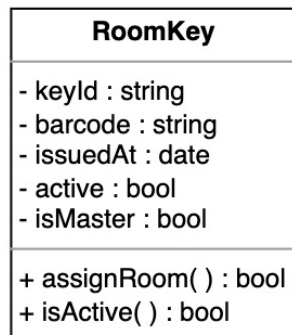 RoomKey
- keyId : string
- barcode : string
- issuedAt : date
- active : bool
- isMaster : bool
+ assignRoom( ) : bool
+ isActive( ) : bool